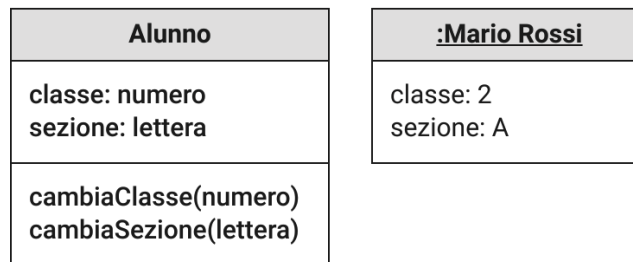 Alunno
classe: numero
sezione: lettera
cambiaClasse(numero)
cambiaSezione(lettera)
:Mario Rossi
classe: 2
sezione: A